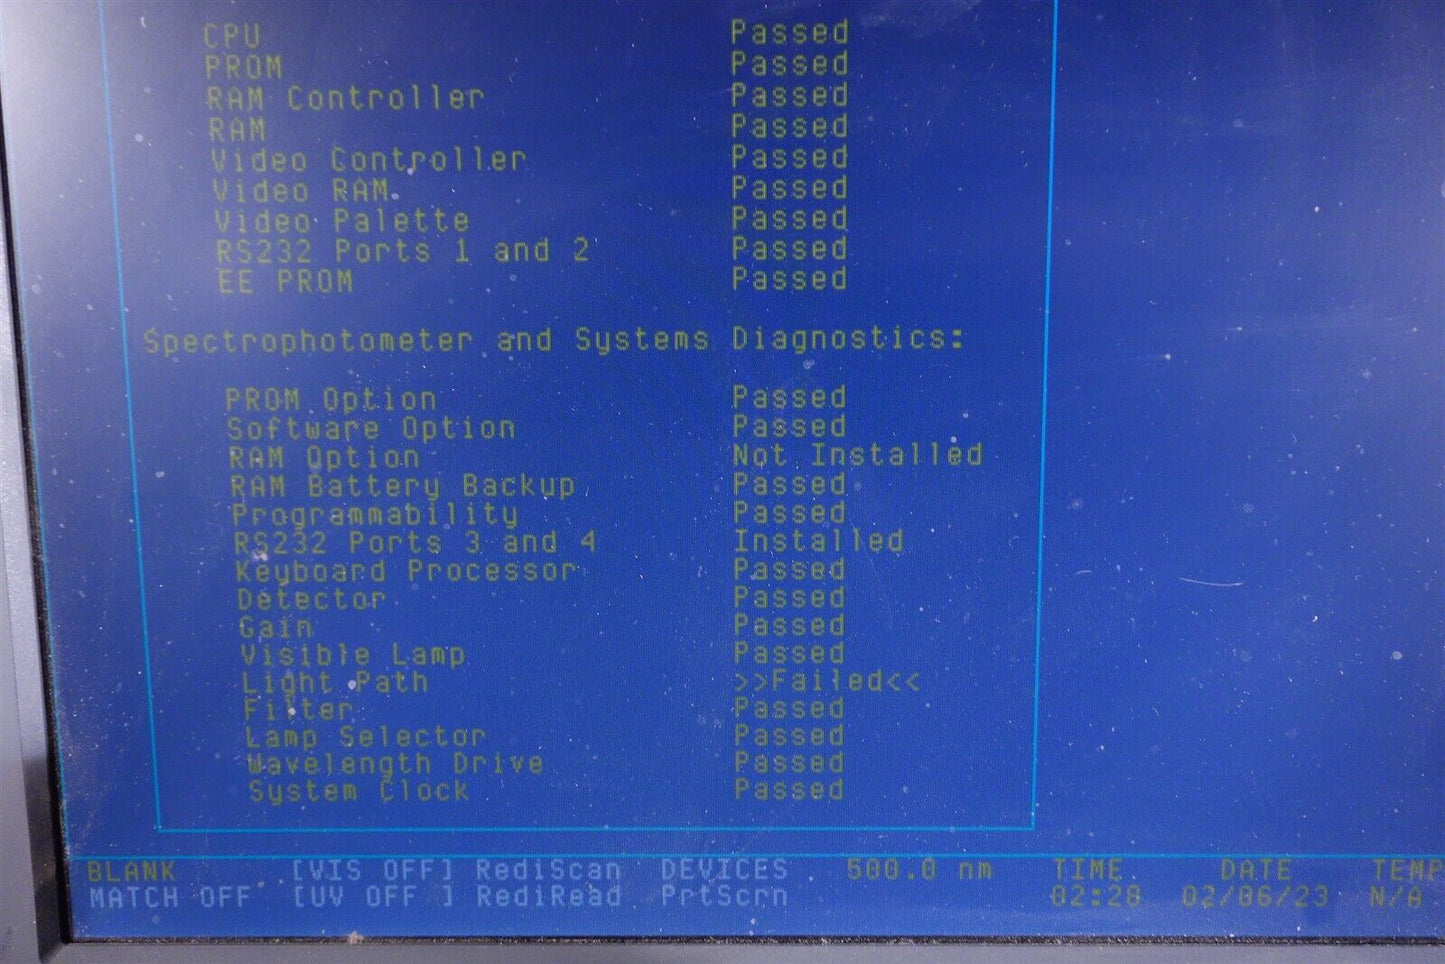 CPU Passed
PROM Passed
RAM Controller Passed
RAM Passed
Video Controller Passed
Video RAM Passed
Video Palette Passed
RS232 Ports 1 and 2 Passed
EE PROM Passed
Spectrophotometer and Systems Diagnostics:
PROM Option Passed
Software Option Passed
RAM Option Not Installed
RAM Battery Backup Passed
Programmability Passed
RS232 Ports 3 and 4 Installed
Keyboard Processor Passed
Detector Passed
Gain Passed
Visible Lamp Passed
Light Path >>Failed<<
Filter Passed
Lamp Selector Passed
Wavelength Drive Passed
System Clock Passed
BLANK [VIS OFF] RediScan DEVICES 500.0 nm TIME DATE TEMP
MATCH OFF [UV OFF ] RediRead PrtScrn 02:28 02/06/23 N/A